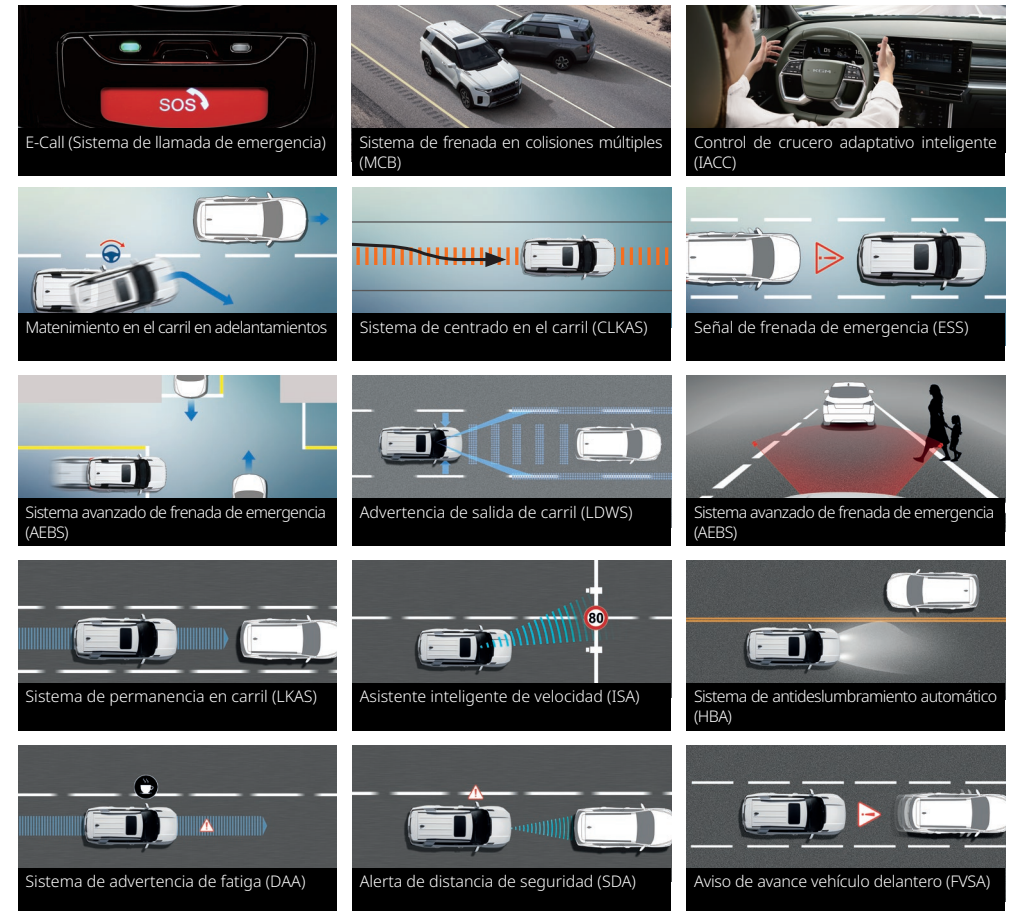 SOS
E-Call (Sistema de llamada de emergencia)
Sistema de frenada en colisiones múltiples
(MCB)
KGM
Control de crucero adaptativo inteligente
(IACC)
Matenimiento en el carril en adelantamientos
Sistema de centrado en el carril (CLKAS)
Señal de frenada de emergencia (ESS)
Sistema avanzado de frenada de emergencia
(AEBS)
Advertencia de salida de carril (LDWS)
Sistema avanzado de frenada de emergencia
(AEBS)
Sistema de permanencia en carril (LKAS)
80
Asistente inteligente de velocidad (ISA)
Sistema de antideslumbramiento automático
(HBA)
Sistema de advertencia de fatiga (DAA)
Alerta de distancia de seguridad (SDA)
Aviso de avance vehículo delantero (FVSA)